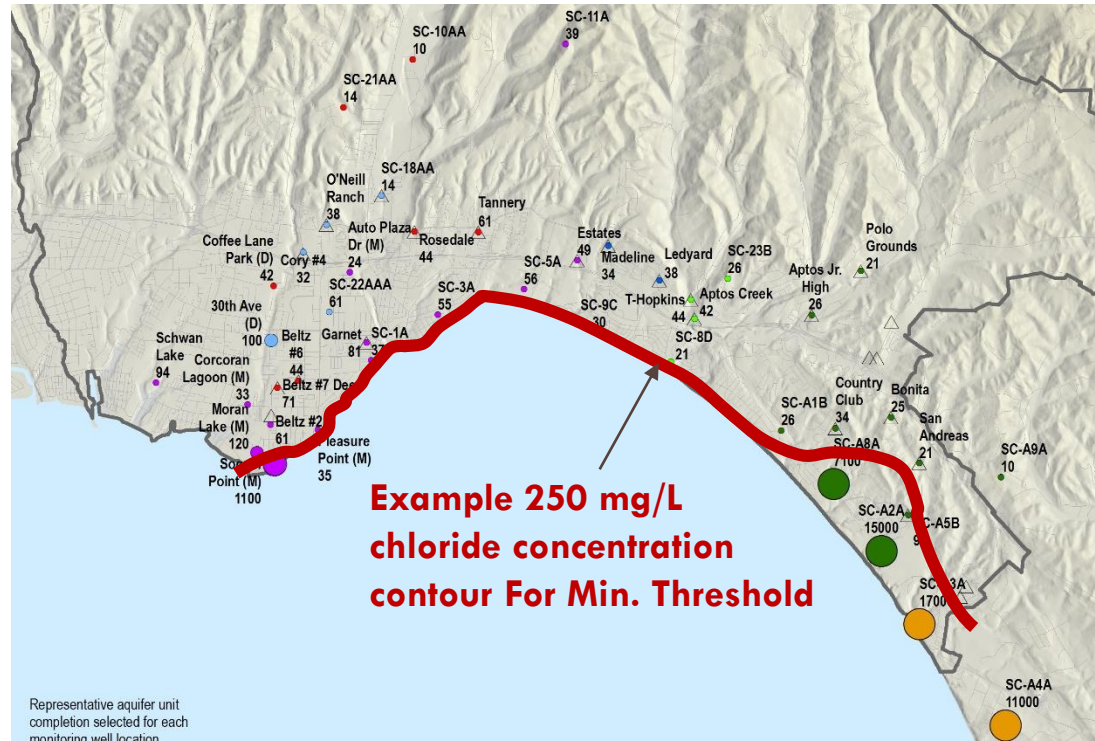 SC-11A
39
SC-10AA
10
SC-21AA
14
SC-18AA
14
O'Neill
Ranch
38
Tannery
61
Auto Plaza
Dr (M)
24
Rosedale
44
Coffee Lane
Park (D)
42
Cory #4
32
Estates
49
Madeline
34
Ledyard
38
SC-23B
26
Polo
Grounds
21
SC-5A
56
SC-22AAA
61
SC-3A
55
T-Hopkins
44
Aptos Creek
42
Aptos Jr.
High
26
SC-9C
30
30th Ave
(D)
100
Beltz
#6
44
Garnet
81
SC-1A
SC-8D
21
Schwan
Lake
94
Corcoran
Lagoon (M)
33
Beltz #7
71
Moran
Lake (M)
120
Beltz #2
61
Pleasure
Point (M)
35
Point (M)
1100
Country
Club
34
Bonita
25
San
Andreas
21
SC-A1B
26
SC-A8A
7100
SC-A9A
10
SC-A2A
15000
SC-A5B
Example 250 mg/L
chloride concentration
contour For Min. Threshold
SC-A4A
11000
Representative aquifer unit
completion selected for each
monitoring well location